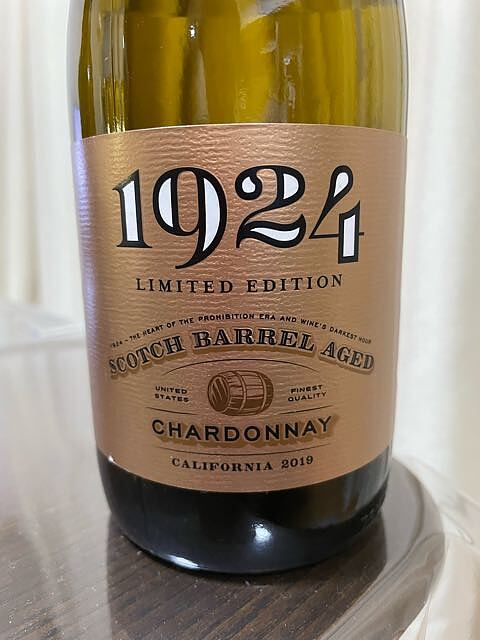 1924
LIMITED EDITION
1924 - THE HEART OF THE PROHIBITION ERA AND WINE'S DARKEST HOUR
SCOTCH BARREL AGED
UNITED STATES
FINEST QUALITY
CHARDONNAY
CALIFORNIA 2019